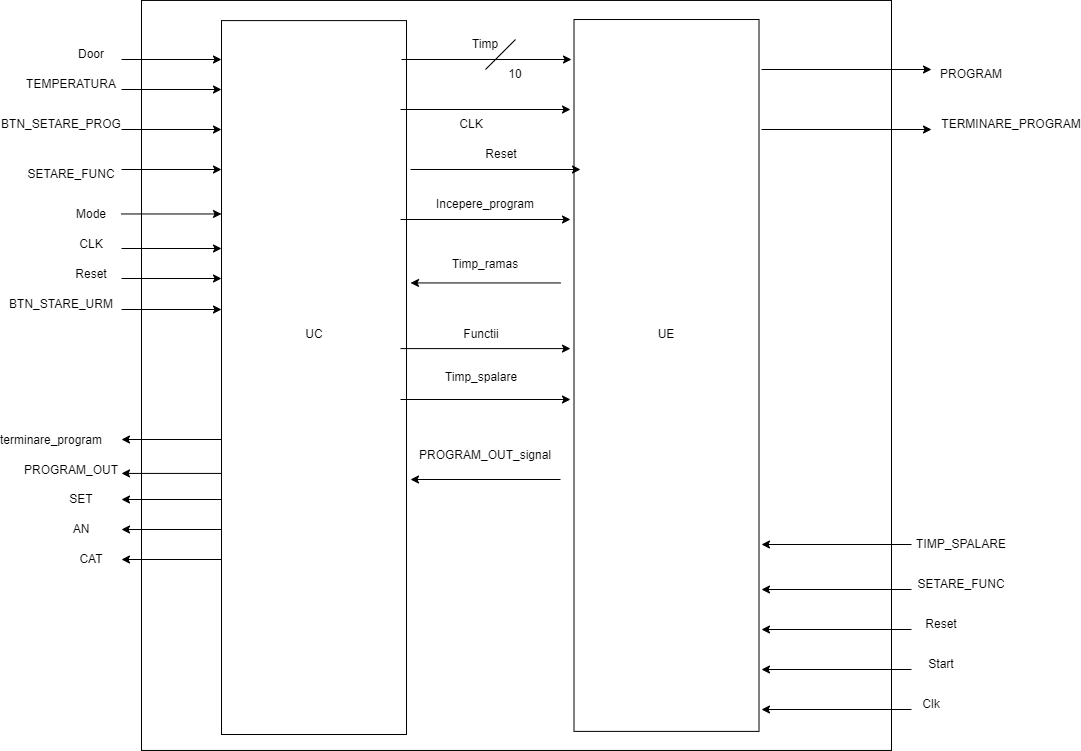 Door
TEMPERATURA
BTN_SETARE_PROG
SETARE_FUNC
Mode
CLK
Reset
BTN_STARE_URM
terminare_program
PROGRAM_OUT
SET
AN
CAT
UC
Timp
10
CLK
Reset
Incepere_program
Timp_ramas
Functii
Timp_spalare
PROGRAM_OUT_signal
UE
PROGRAM
TERMINARE_PROGRAM
TIMP_SPALARE
SETARE_FUNC
Reset
Start
Clk